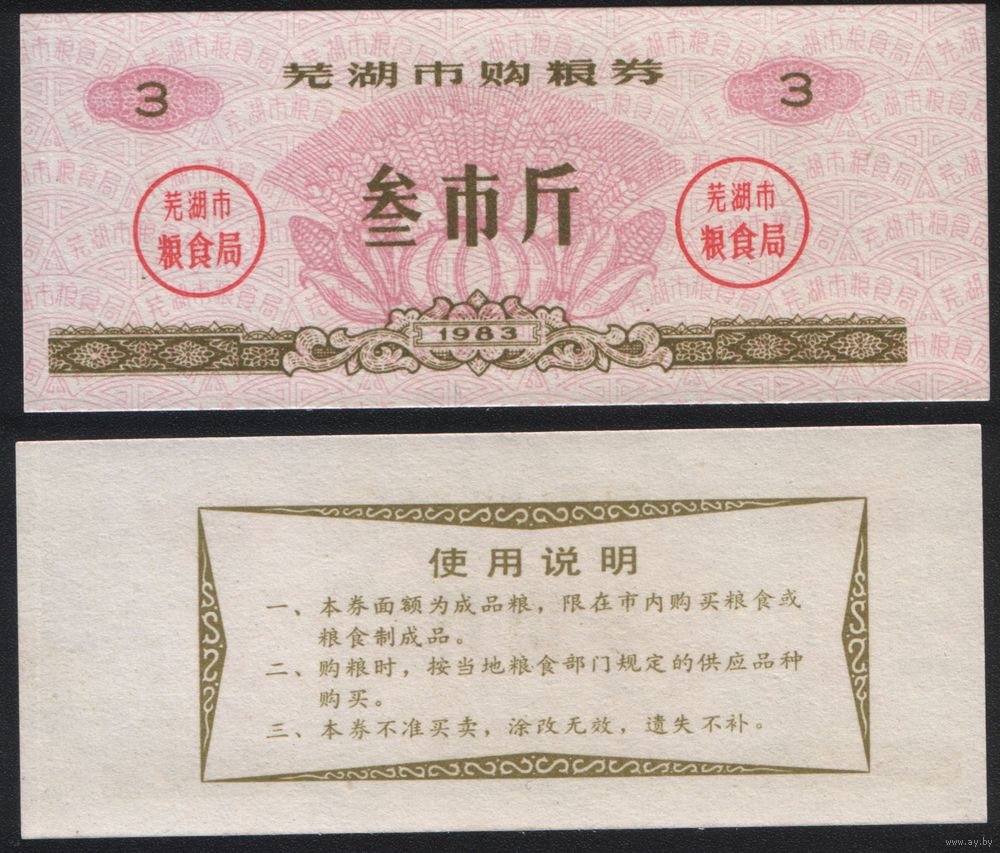 芜湖市购粮券
3
3
叁市斤
芜湖市
粮食局
芜湖市
粮食局
1983
使用说明
一、本券面额为成品粮，限在市内购买粮食或
粮食制成品。
二、购粮时，按当地粮食部门规定的供应品种
购买。
三、本券不准买卖，涂改无效，遗失不补。
www.ay.by